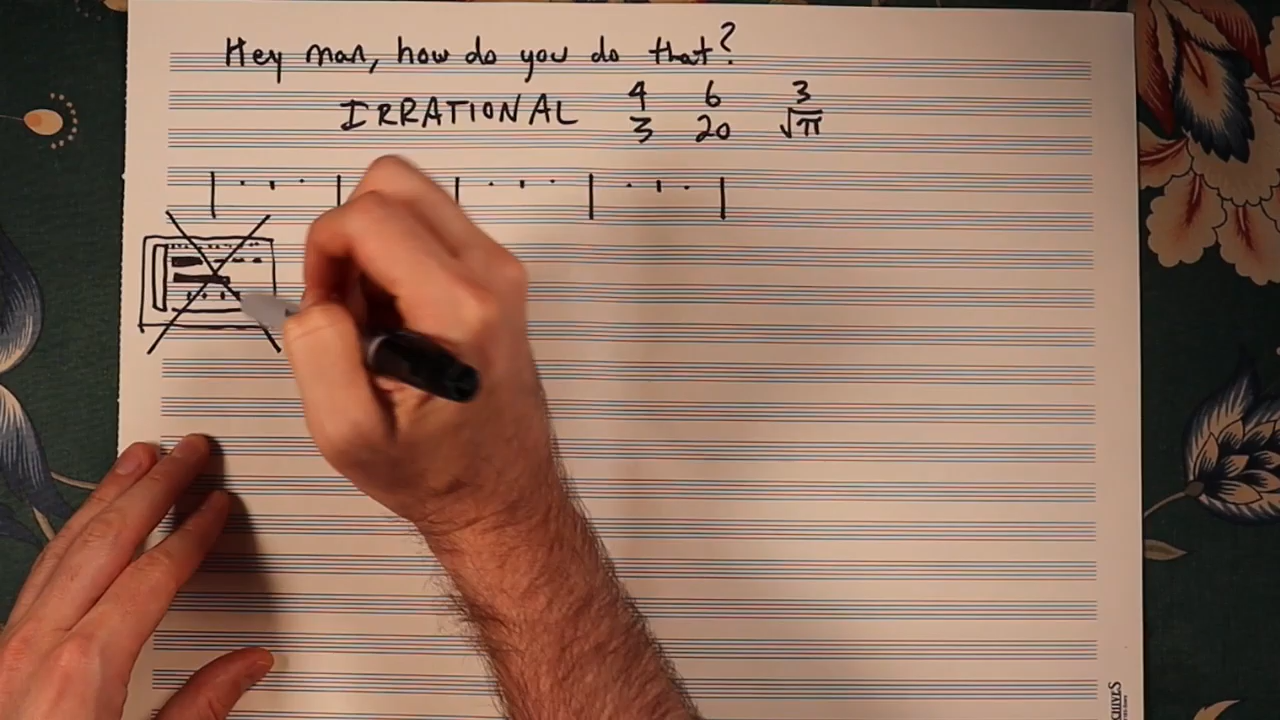 Hey man, how do you do that?
IRRATIONAL 4 6 3
3 20 √π